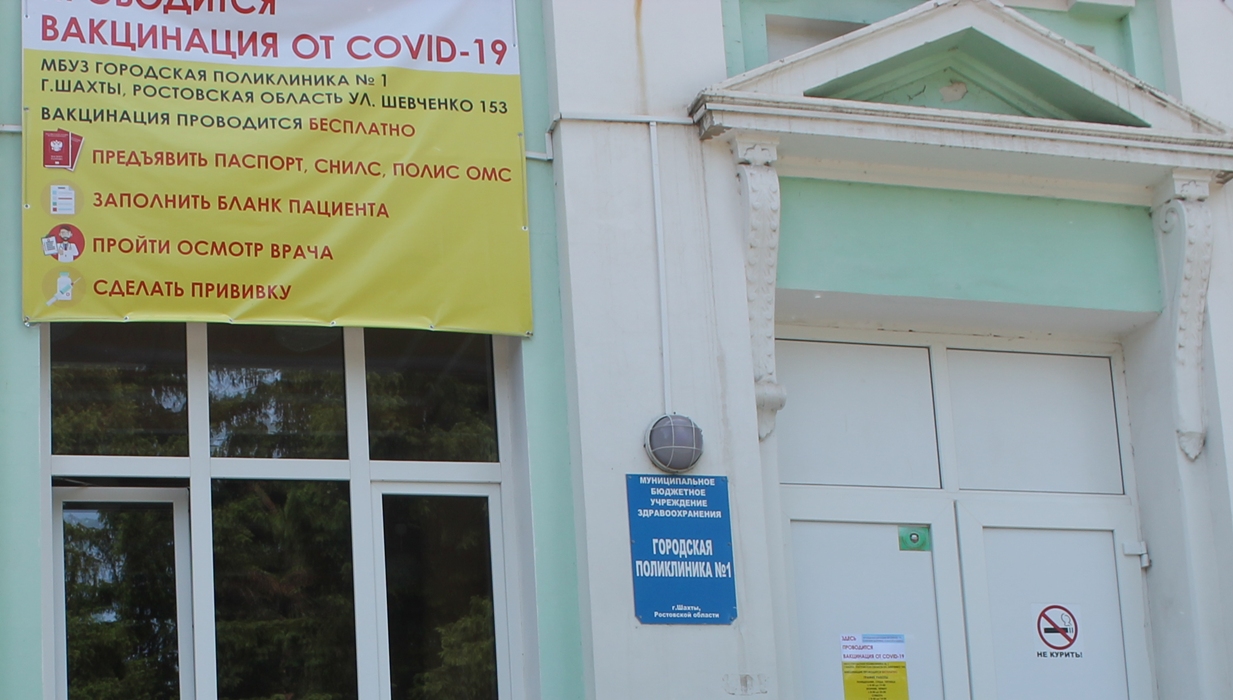 ПРОВОДИТСЯ
ВАКЦИНАЦИЯ ОТ COVID-19
МБУЗ ГОРОДСКАЯ ПОЛИКЛИНИКА № 1
Г.ШАХТЫ, РОСТОВСКАЯ ОБЛАСТЬ УЛ. ШЕВЧЕНКО 153
ВАКЦИНАЦИЯ ПРОВОДИТСЯ БЕСПЛАТНО
ПРЕДЪЯВИТЬ ПАСПОРТ, СНИЛС, ПОЛИС ОМС
ЗАПОЛНИТЬ БЛАНК ПАЦИЕНТА
ПРОЙТИ ОСМОТР ВРАЧА
СДЕЛАТЬ ПРИВИВКУ
МУНИЦИПАЛЬНОЕ
БЮДЖЕТНОЕ
УЧРЕЖДЕНИЕ
ЗДРАВООХРАНЕНИЯ
ГОРОДСКАЯ
ПОЛИКЛИНИКА №1
г.Шахты,
Ростовской области
НЕ КУРИТЬ!
ЗДЕСЬ
ПРОВОДИТСЯ
ВАКЦИНАЦИЯ ОТ COVID-19